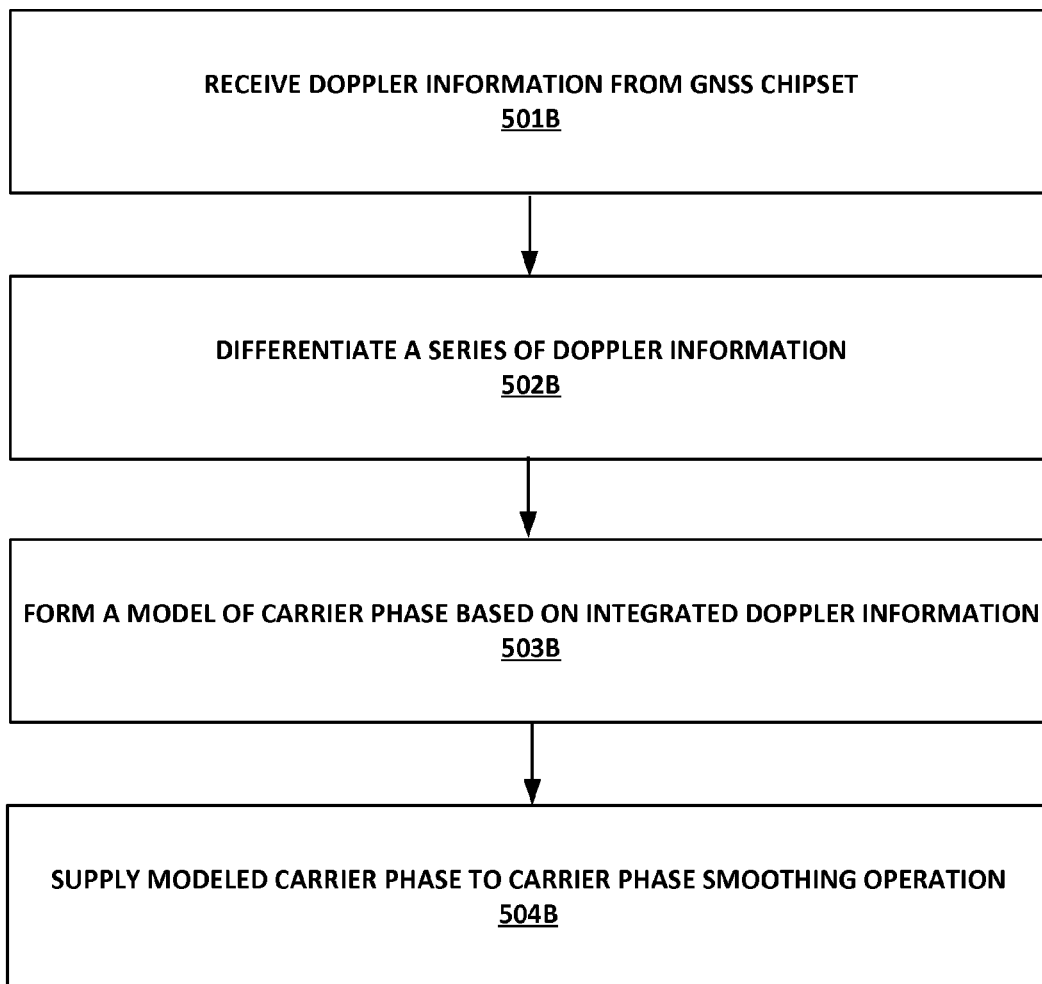 RECEIVE DOPPLER INFORMATION FROM GNSS CHIPSET
501B
DIFFERENTIATE A SERIES OF DOPPLER INFORMATION
502B
FORM A MODEL OF CARRIER PHASE BASED ON INTEGRATED DOPPLER INFORMATION
503B
SUPPLY MODELED CARRIER PHASE TO CARRIER PHASE SMOOTHING OPERATION
504B